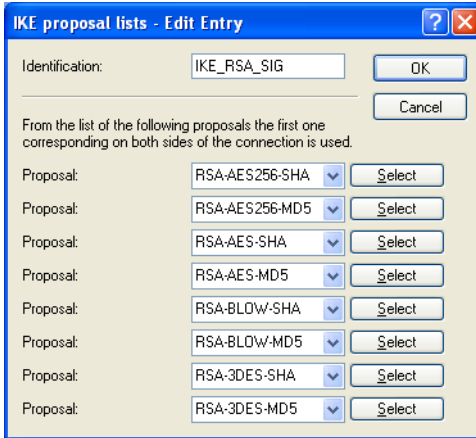 IKE proposal lists - Edit Entry
Identification: IKE_RSA_SIG OK
Cancel
From the list of the following proposals the first one
corresponding on both sides of the connection is used.
Proposal: RSA-AES256-SHA Select
Proposal: RSA-AES256-MD5 Select
Proposal: RSA-AES-SHA Select
Proposal: RSA-AES-MD5 Select
Proposal: RSA-BLOW-SHA Select
Proposal: RSA-BLOW-MD5 Select
Proposal: RSA-3DES-SHA Select
Proposal: RSA-3DES-MD5 Select